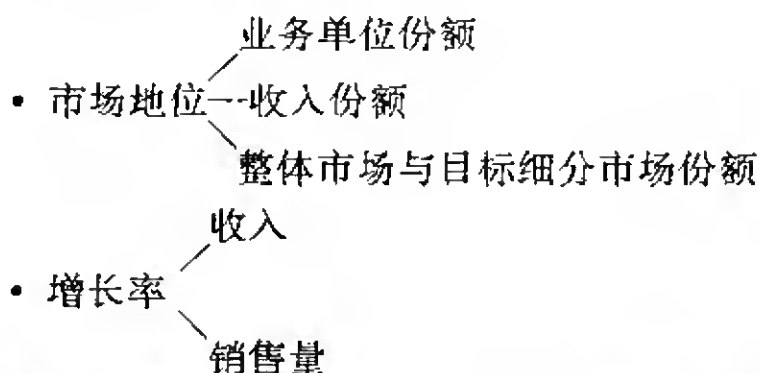 业务单位份额
• 市场地位一收入份额
整体市场与目标细分市场份额
收入
• 增长率
销售量